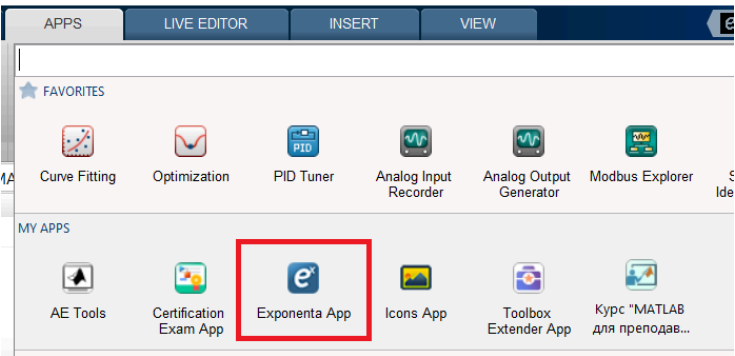 APPS LIVE EDITOR INSERT VIEW
FAVORITES
PID
Curve Fitting Optimization PID Tuner Analog Input Analog Output Modbus Explorer
Recorder Generator
MY APPS
eˣ
AE Tools Certification Exponenta App Icons App Toolbox Курс "MATLAB
Exam App Extender App для преподав...